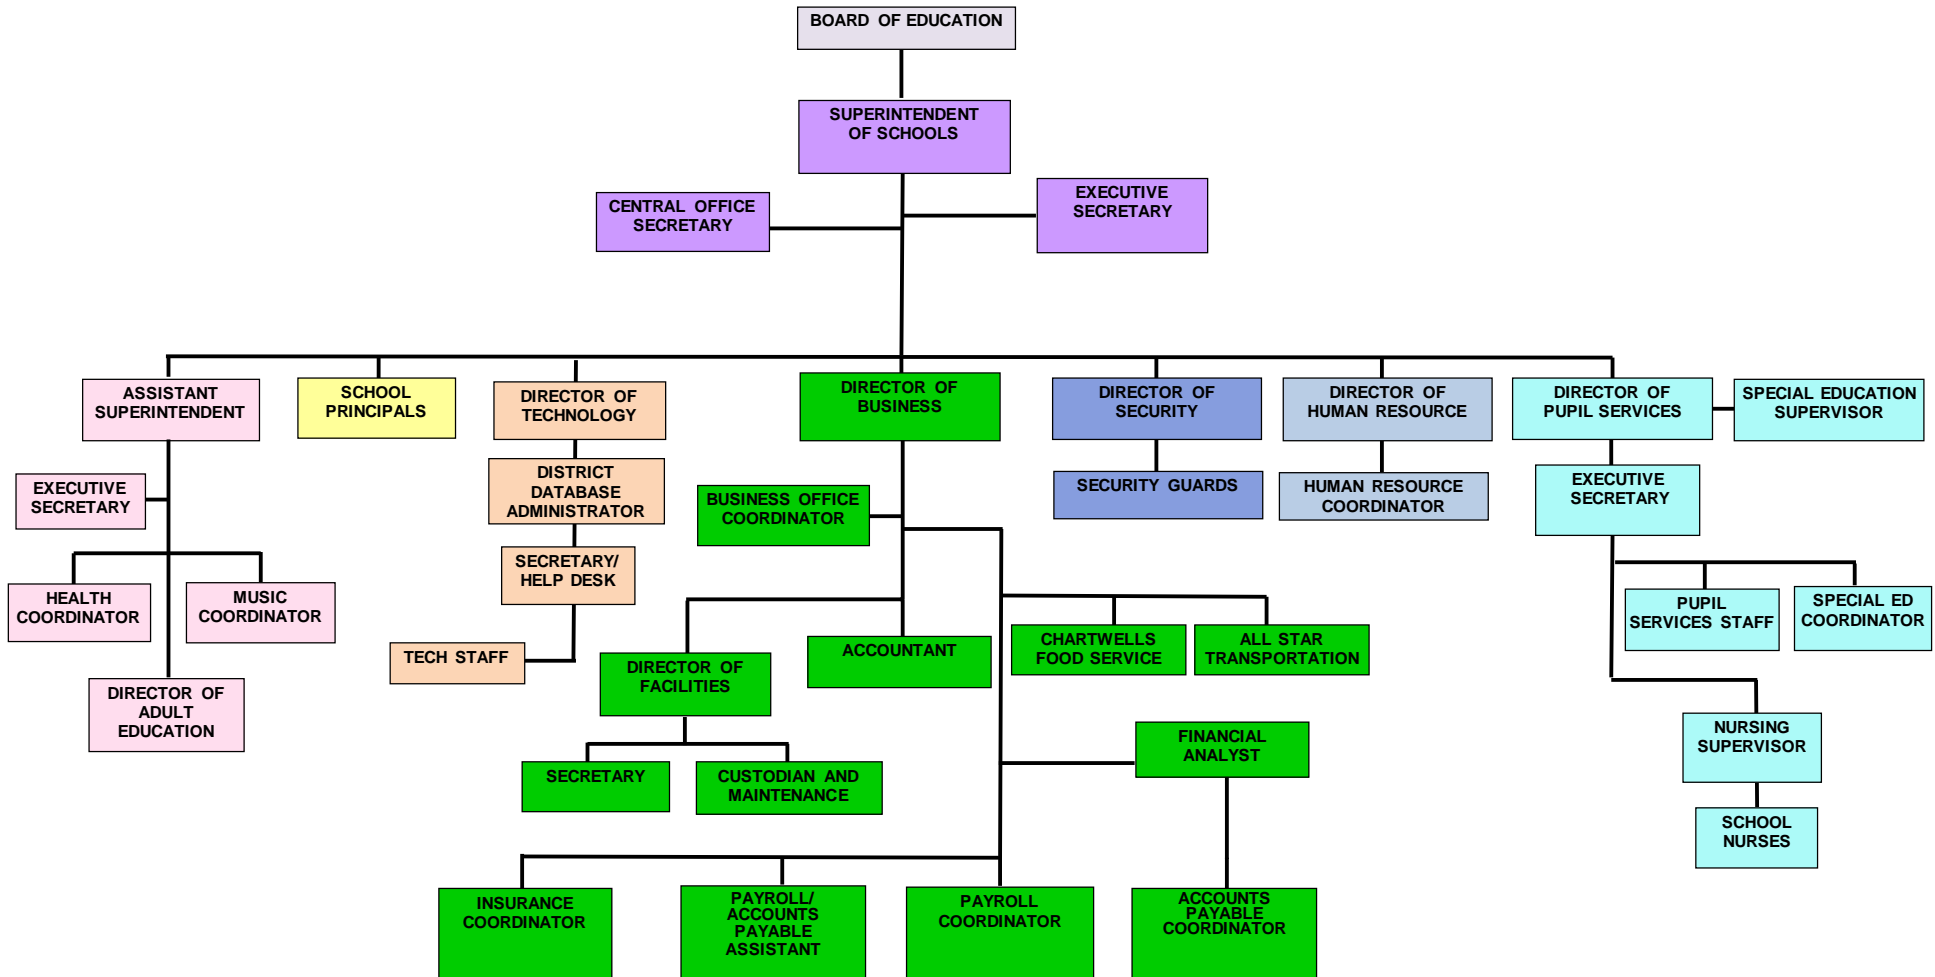 BOARD OF EDUCATION
SUPERINTENDENT
OF SCHOOLS
CENTRAL OFFICE
SECRETARY
EXECUTIVE
SECRETARY
ASSISTANT
SUPERINTENDENT
SCHOOL
PRINCIPALS
DIRECTOR OF
TECHNOLOGY
DIRECTOR OF
BUSINESS
DIRECTOR OF
SECURITY
DIRECTOR OF
HUMAN RESOURCE
DIRECTOR OF
PUPIL SERVICES
SPECIAL EDUCATION
SUPERVISOR
EXECUTIVE
SECRETARY
DISTRICT
DATABASE
ADMINISTRATOR
BUSINESS OFFICE
COORDINATOR
SECURITY GUARDS
HUMAN RESOURCE
COORDINATOR
EXECUTIVE
SECRETARY
SECRETARY/
HELP DESK
HEALTH
COORDINATOR
MUSIC
COORDINATOR
TECH STAFF
DIRECTOR OF
FACILITIES
ACCOUNTANT
CHARTWELLS
FOOD SERVICE
ALL STAR
TRANSPORTATION
PUPIL
SERVICES STAFF
SPECIAL ED
COORDINATOR
DIRECTOR OF
ADULT
EDUCATION
FINANCIAL
ANALYST
NURSING
SUPERVISOR
SECRETARY
CUSTODIAN AND
MAINTENANCE
SCHOOL
NURSES
INSURANCE
COORDINATOR
PAYROLL/
ACCOUNTS
PAYABLE
ASSISTANT
PAYROLL
COORDINATOR
ACCOUNTS
PAYABLE
COORDINATOR